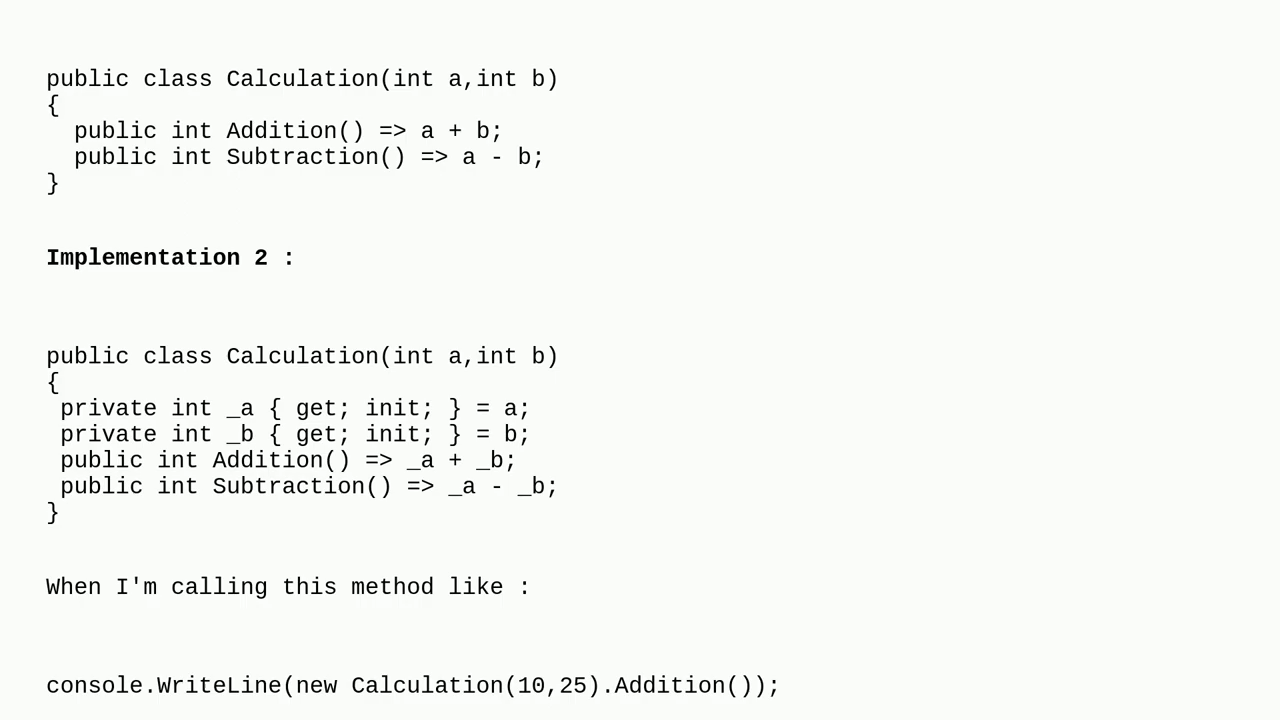 public class Calculation(int a,int b)
{
  public int Addition() => a + b;
  public int Subtraction() => a - b;
}
Implementation 2 :
public class Calculation(int a,int b)
{
 private int _a { get; init; } = a;
 private int _b { get; init; } = b;
 public int Addition() => _a + _b;
 public int Subtraction() => _a - _b;
}
When I'm calling this method like :
console.WriteLine(new Calculation(10,25).Addition());